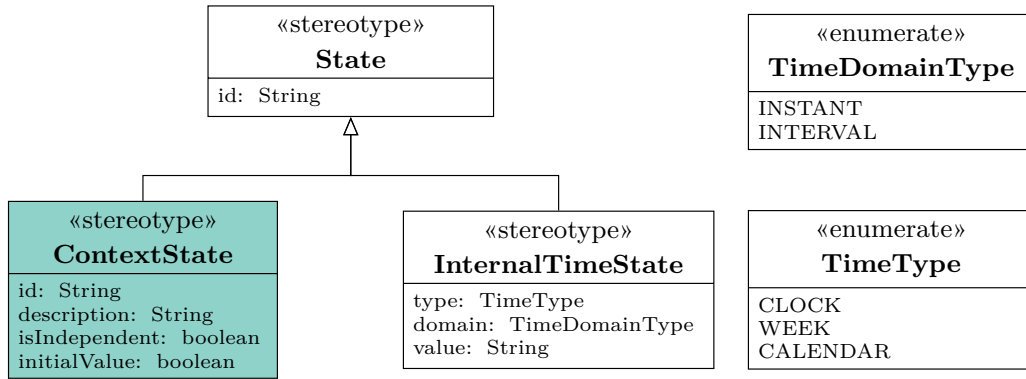 «stereotype»
State
id: String
«enumerate»
TimeDomainType
INSTANT
INTERVAL
«stereotype»
ContextState
id: String
description: String
isIndependent: boolean
initialValue: boolean
«stereotype»
InternalTimeState
type: TimeType
domain: TimeDomainType
value: String
«enumerate»
TimeType
CLOCK
WEEK
CALENDAR